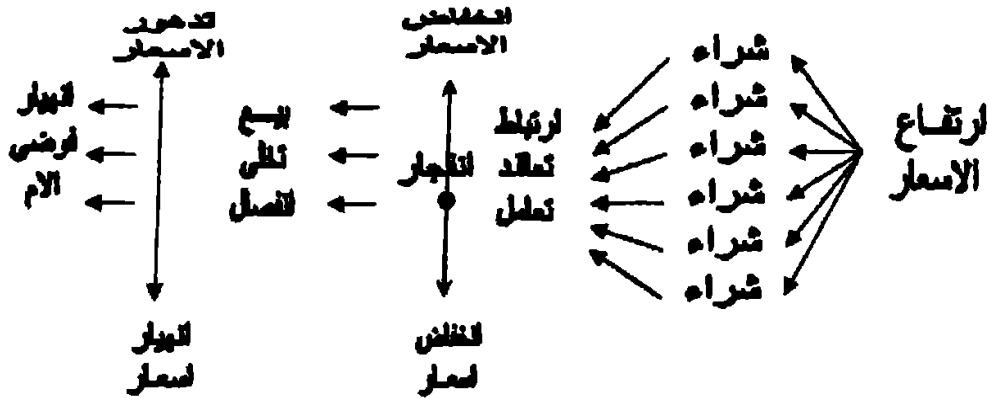 ارتفاع
الاسعار
شراء
شراء
شراء
شراء
شراء
شراء
ارتباط
تعاقد
تعامل
انخفاض
الاسعار
انفجار
انخفاض
اسعار
بيع
تخلي
انفصال
تدهور
الاسعار
انهيار
اسعار
انهيار
فوضى
الام